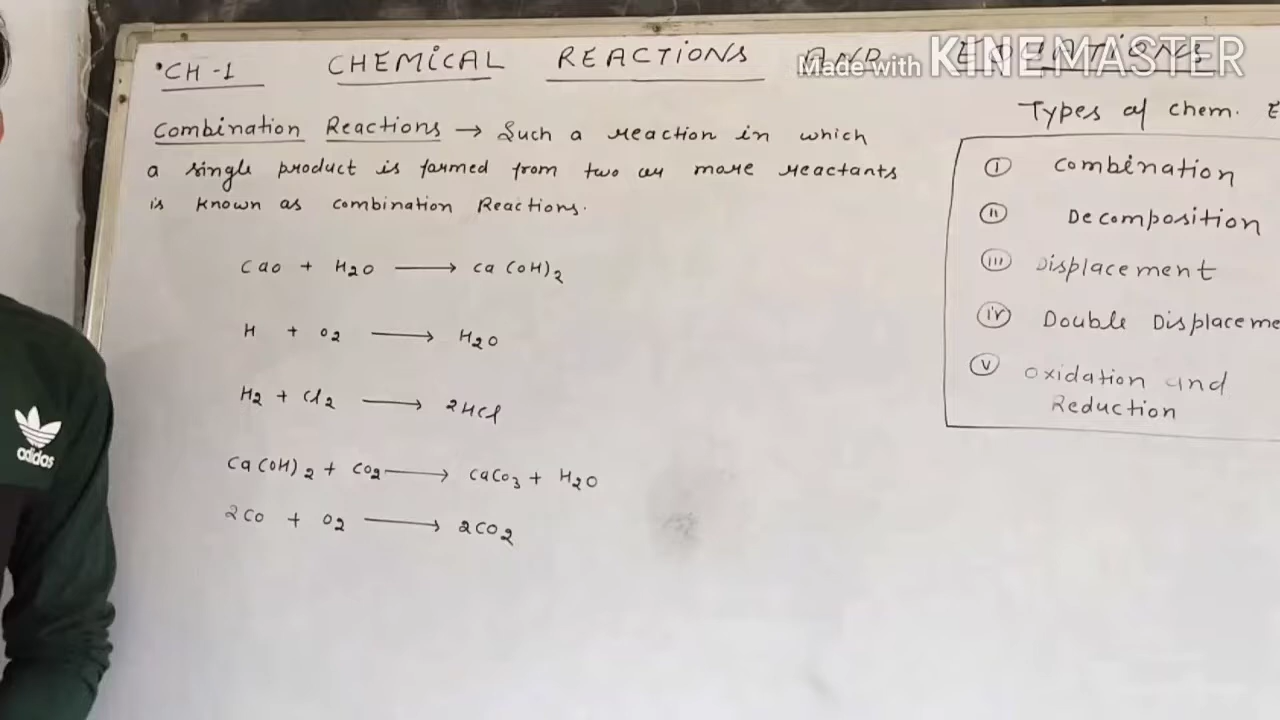 •CH-1 CHEMICAL REACTIONS AND EQUATIONS
Made with KINEMASTER
Types of chem. E
Combination Reactions → Such a reaction in which
a single product is formed from two or more reactants
is known as combination Reactions.
CaO + H2O → Ca(OH)2
H + O2 → H2O
H2 + Cl2 → 2HCl
Ca(OH)2 + CO2 → CaCO3 + H2O
2CO + O2 → 2CO2
(i) Combination
(ii) Decomposition
(iii) Displacement
(iv) Double Displaceme
(v) Oxidation and
Reduction
adidas